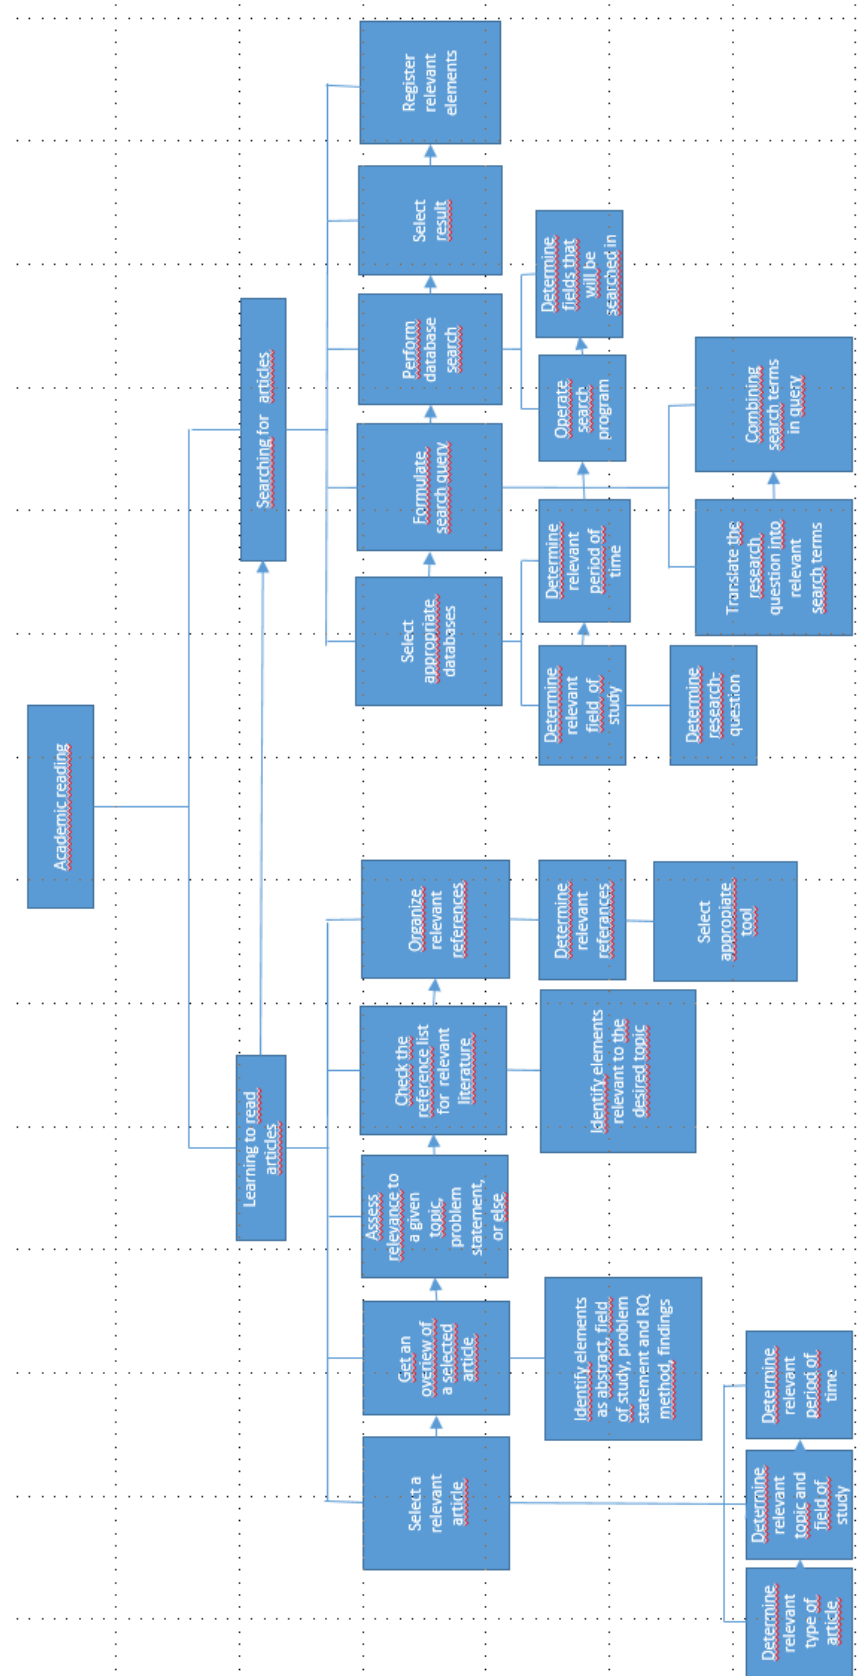 Academic reading
Learning to read
articles
Searching for articles
Select a
relevant
article
Get an
overiew of
a selected
article
Assess
relevance to
a given
topic,
problem
statement,
or else
Check the
reference list
for relevant
literature
Organize
relevant
references
Select
appropriate
databases
Formulate
search query
Perform
database
search
Select
result
Register
relevant
elements
Identify elements
as abstract, field
of study, problem
statement and RQ
method, findings
Identify elements
relevant to the
desired topic
Determine
relevant
referances
Select
appropiate
tool
Determine
relevant
field of
study
Determine
relevant
period of
time
Operate
search
program
Determine
fields that
will be
searched in
Determine
research-
question
Translate the
research
question into
relevant
search terms
Combining
search terms
in query
Determine
relevant
type of
article
Determine
relevant
topic and
field of
study
Determine
relevant
period of
time